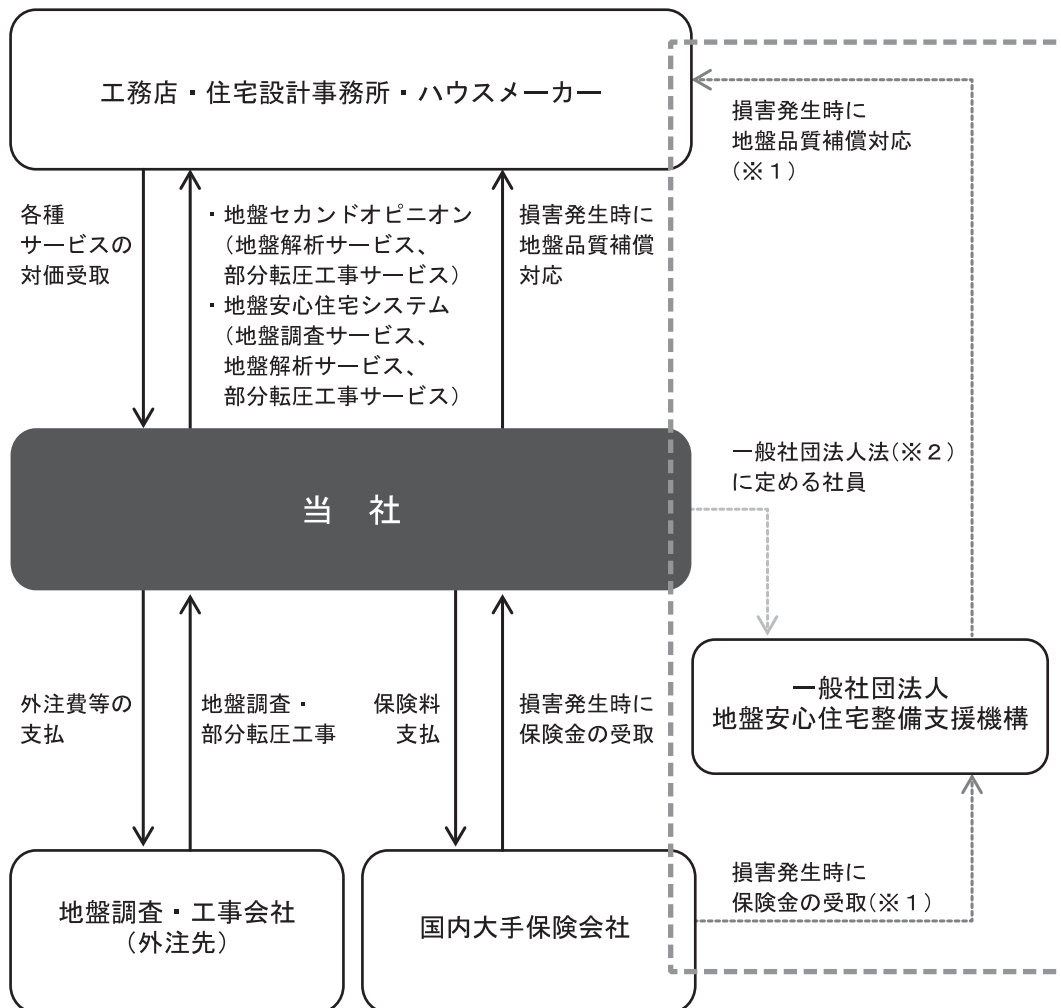 工務店・住宅設計事務所・ハウスメーカー
損害発生時に
地盤品質補償対応
(※１)
各種
サービスの
対価受取
・地盤セカンドオピニオン
（地盤解析サービス、
部分転圧工事サービス）
・地盤安心住宅システム
（地盤調査サービス、
地盤解析サービス、
部分転圧工事サービス）
損害発生時に
地盤品質補償
対応
当　社
一般社団法人法(※２)
に定める社員
外注費等の
支払
地盤調査・
部分転圧工事
保険料
支払
損害発生時に
保険金の受取
一般社団法人
地盤安心住宅整備支援機構
地盤調査・工事会社
（外注先）
国内大手保険会社
損害発生時に
保険金の受取(※１)